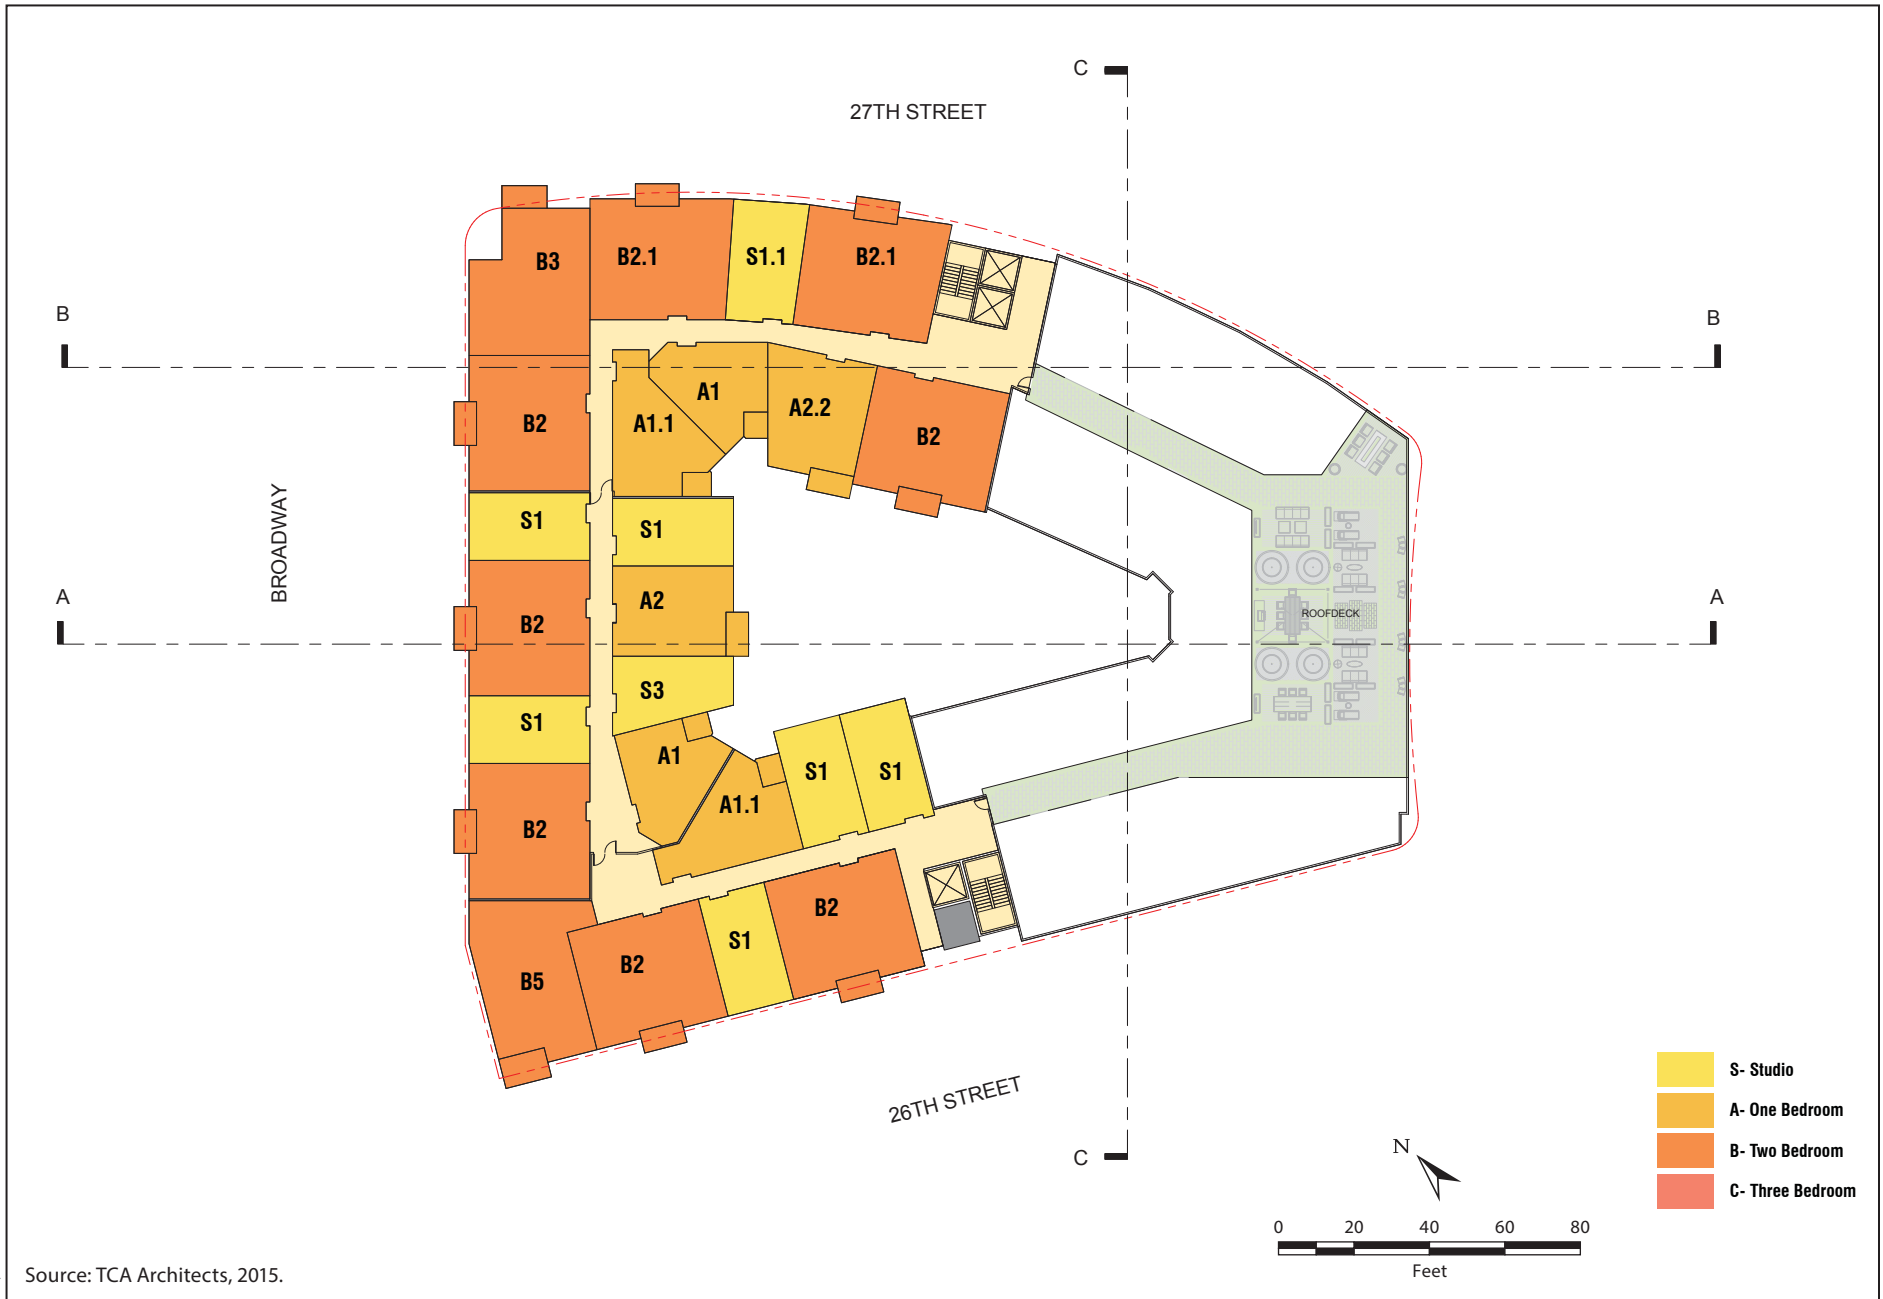 C
27TH STREET
B3
B2.1
S1.1
B2.1
B
B
A1
A1.1
A2.2
B2
B2
BROADWAY
S1
S1
A
A2
B2
A
ROOFDECK
S3
S1
A1
A1.1
S1
S1
B2
B2
S1
B2
B5
26TH STREET
C
S- Studio
A- One Bedroom
B- Two Bedroom
C- Three Bedroom
N
0 20 40 60 80
Feet
Source: TCA Architects, 2015.